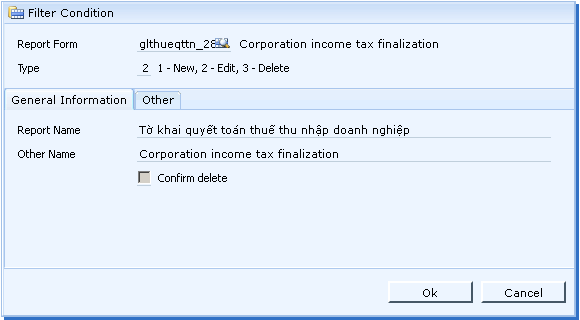 Filter Condition
Report Form glthueqttn_28 Corporation income tax finalization
Type 2 1 - New, 2 - Edit, 3 - Delete
General Information Other
Report Name Tờ khai quyết toán thuế thu nhập doanh nghiệp
Other Name Corporation income tax finalization
Confirm delete
Ok Cancel